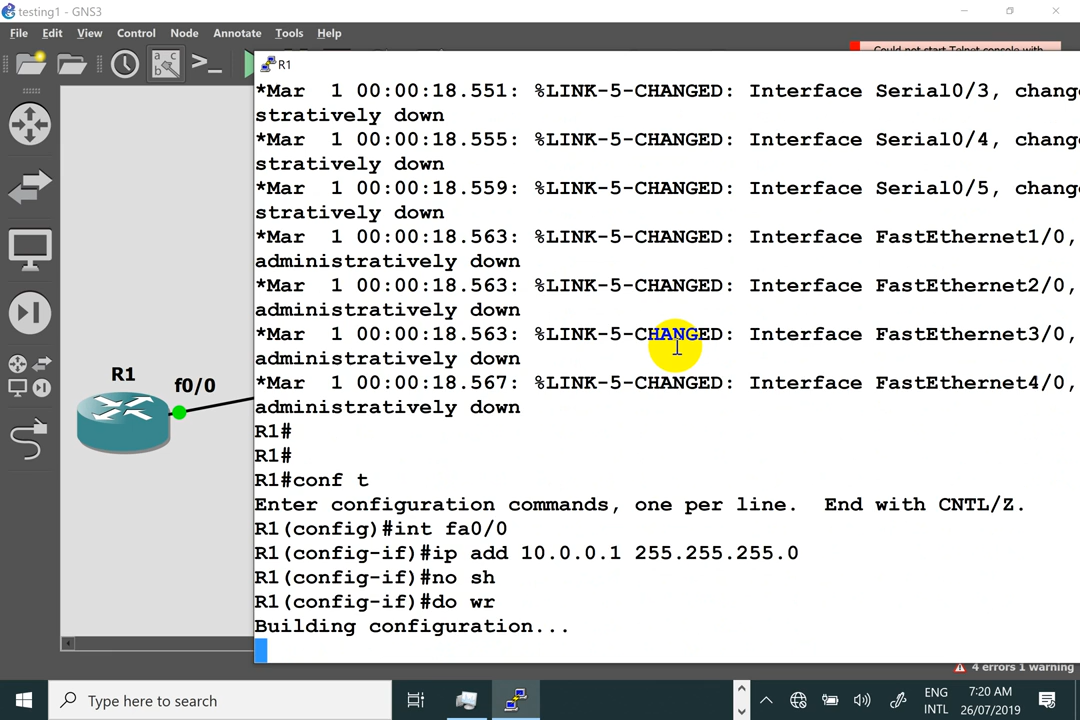 testing1 - GNS3
File Edit View Control Node Annotate Tools Help
Could not start Telnet console with
R1
*Mar  1 00:00:18.551: %LINK-5-CHANGED: Interface Serial0/3, chang
stratively down
*Mar  1 00:00:18.555: %LINK-5-CHANGED: Interface Serial0/4, chang
stratively down
*Mar  1 00:00:18.559: %LINK-5-CHANGED: Interface Serial0/5, chang
stratively down
*Mar  1 00:00:18.563: %LINK-5-CHANGED: Interface FastEthernet1/0,
administratively down
*Mar  1 00:00:18.563: %LINK-5-CHANGED: Interface FastEthernet2/0,
administratively down
*Mar  1 00:00:18.563: %LINK-5-CHANGED: Interface FastEthernet3/0,
administratively down
*Mar  1 00:00:18.567: %LINK-5-CHANGED: Interface FastEthernet4/0,
administratively down
R1#
R1#
R1#conf t
Enter configuration commands, one per line.  End with CNTL/Z.
R1(config)#int fa0/0
R1(config-if)#ip add 10.0.0.1 255.255.255.0
R1(config-if)#no sh
R1(config-if)#do wr
Building configuration...
R1
f0/0
4 errors 1 warning
Type here to search
ENG
INTL
7:20 AM
26/07/2019